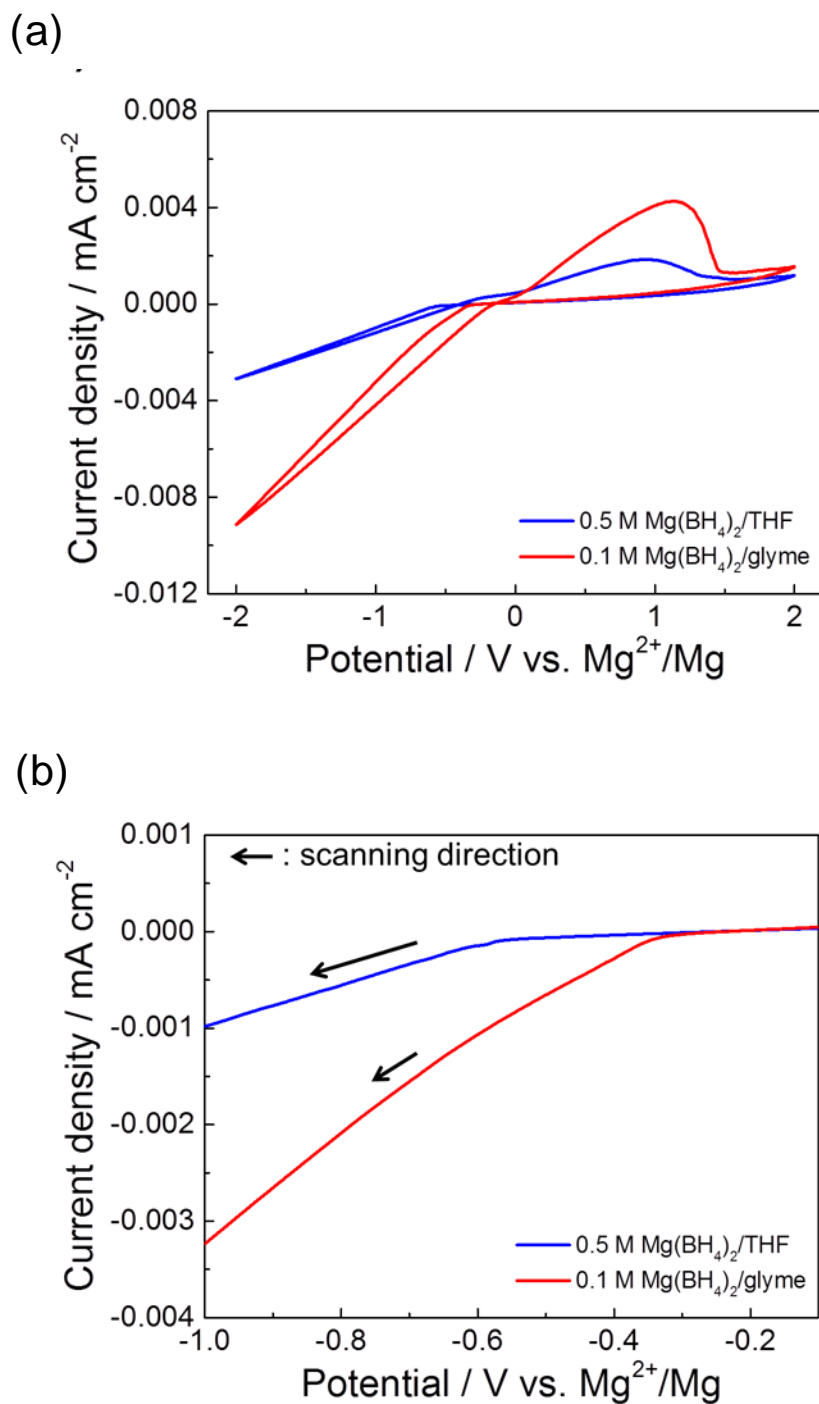 (a)
0.008
0.004
0.000
-0.004
-0.008
-0.012
Current density / mA cm⁻²
0.5 M Mg(BH₄)₂/THF
0.1 M Mg(BH₄)₂/glyme
-2 -1 0 1 2
Potential / V vs. Mg²⁺/Mg
(b)
0.001
0.000
-0.001
-0.002
-0.003
-0.004
Current density / mA cm⁻²
← : scanning direction
0.5 M Mg(BH₄)₂/THF
0.1 M Mg(BH₄)₂/glyme
-1.0 -0.8 -0.6 -0.4 -0.2
Potential / V vs. Mg²⁺/Mg